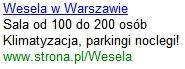 Wesela w Warszawie
Sala od 100 do 200 osób
Klimatyzacja, parkingi noclegi!
www.strona.pl/Wesela